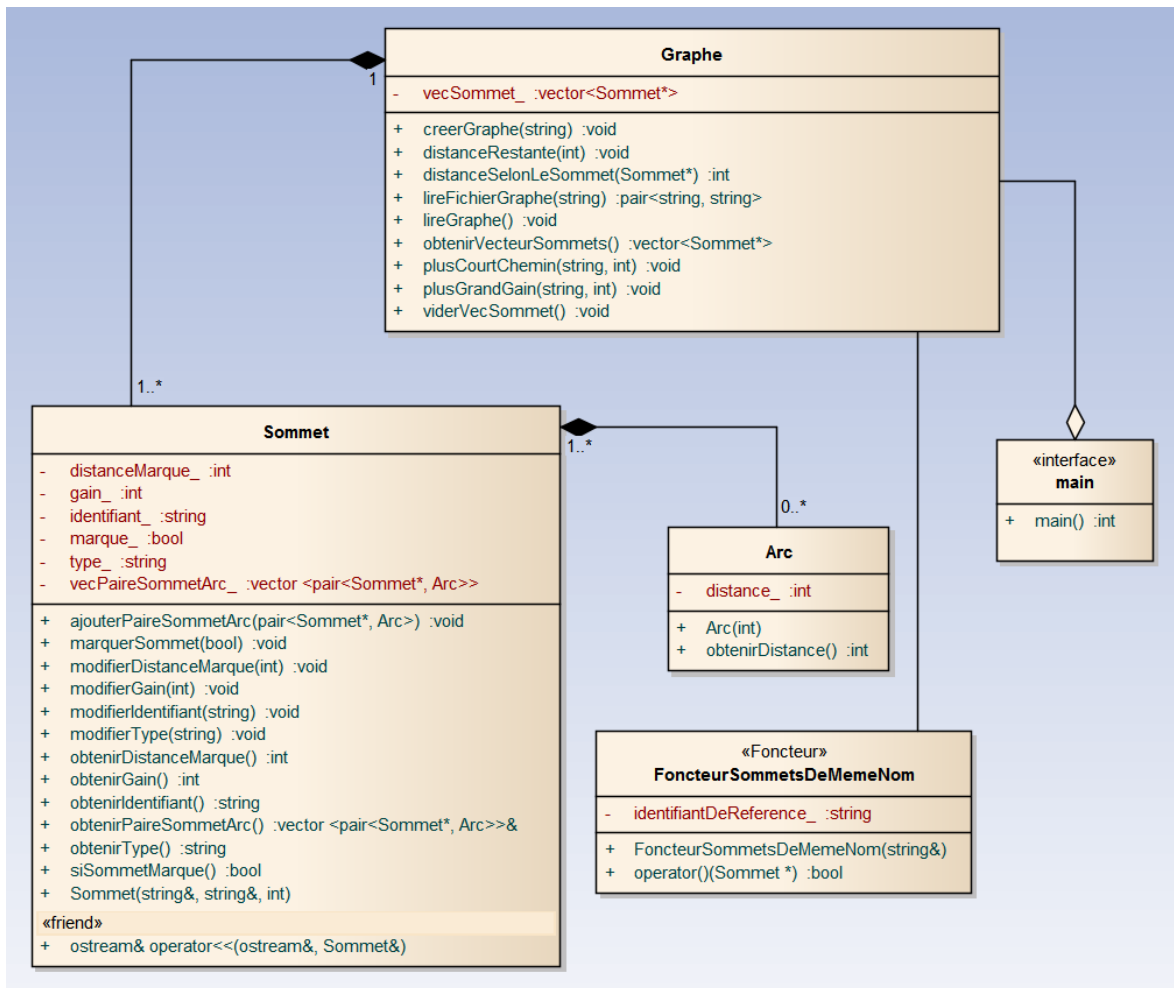 Graphe
- vecSommet_ :vector<Sommet*>
+ creerGraphe(string) :void
+ distanceRestante(int) :void
+ distanceSelonLeSommet(Sommet*) :int
+ lireFichierGraphe(string) :pair<string, string>
+ lireGraphe() :void
+ obtenirVecteurSommets() :vector<Sommet*>
+ plusCourtChemin(string, int) :void
+ plusGrandGain(string, int) :void
+ viderVecSommet() :void
1
1..*
Sommet
- distanceMarque_ :int
- gain_ :int
- identifiant_ :string
- marque_ :bool
- type_ :string
- vecPaireSommetArc_ :vector <pair<Sommet*, Arc>>
+ ajouterPaireSommetArc(pair<Sommet*, Arc>) :void
+ marquerSommet(bool) :void
+ modifierDistanceMarque(int) :void
+ modifierGain(int) :void
+ modifierIdentifiant(string) :void
+ modifierType(string) :void
+ obtenirDistanceMarque() :int
+ obtenirGain() :int
+ obtenirIdentifiant() :string
+ obtenirPaireSommetArc() :vector <pair<Sommet*, Arc>>&
+ obtenirType() :string
+ siSommetMarque() :bool
+ Sommet(string&, string&, int)
«friend»
+ ostream& operator<<(ostream&, Sommet&)
1..*
0..*
Arc
- distance_ :int
+ Arc(int)
+ obtenirDistance() :int
«interface»
main
+ main() :int
«Foncteur»
FoncteurSommetsDeMemeNom
- identifiantDeReference_ :string
+ FoncteurSommetsDeMemeNom(string&)
+ operator()(Sommet *) :bool